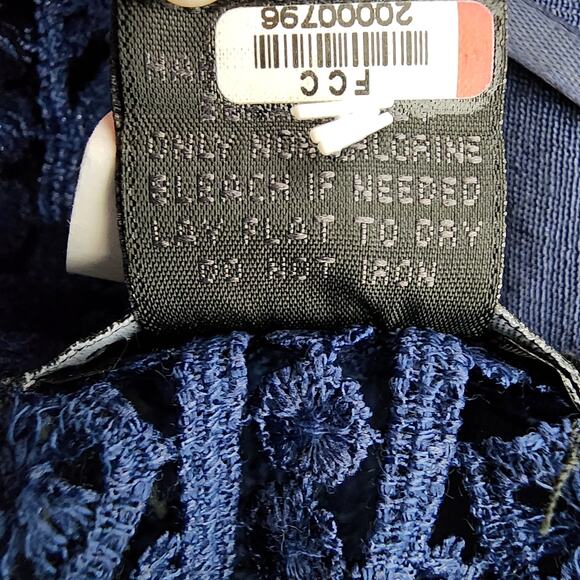 FCC
20000796
ONLY NON-CHLORINE
BLEACH IF NEEDED
LAY FLAT TO DRY
DO NOT IRON